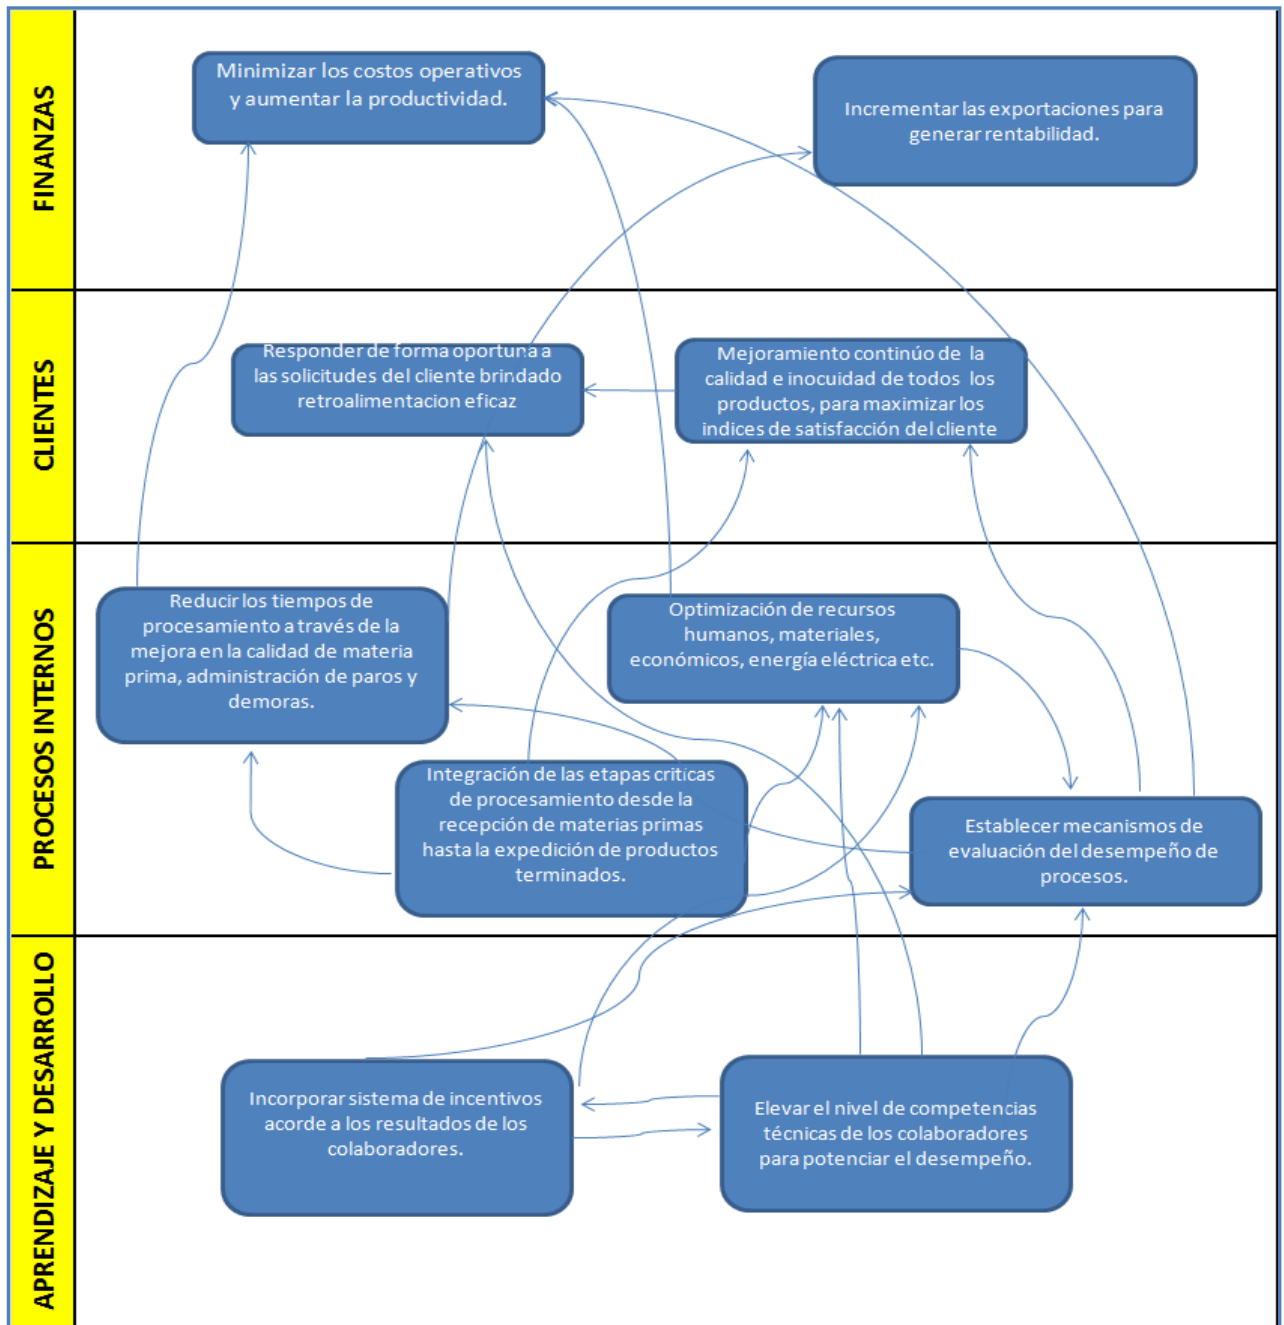 FINANZAS
Minimizar los costos operativos
y aumentar la productividad.
Incrementar las exportaciones para
generar rentabilidad.
CLIENTES
Responder de forma oportuna a
las solicitudes del cliente brindado
retroalimentacion eficaz
Mejoramiento continúo de la
calidad e inocuidad de todos los
productos, para maximizar los
indices de satisfacción del cliente
PROCESOS INTERNOS
Reducir los tiempos de
procesamiento a través de la
mejora en la calidad de materia
prima, administración de paros y
demoras.
Optimización de recursos
humanos, materiales,
económicos, energía eléctrica etc.
Integración de las etapas criticas
de procesamiento desde la
recepción de materias primas
hasta la expedición de productos
terminados.
Establecer mecanismos de
evaluación del desempeño de
procesos.
APRENDIZAJE Y DESARROLLO
Incorporar sistema de incentivos
acorde a los resultados de los
colaboradores.
Elevar el nivel de competencias
técnicas de los colaboradores
para potenciar el desempeño.